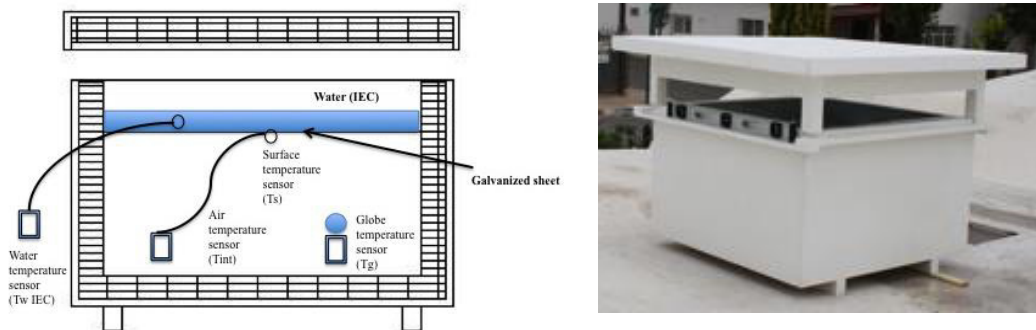 Water (IEC)
Surface
temperature
sensor
(Ts)
Galvanized sheet
Air
temperature
sensor
(Tint)
Globe
temperature
sensor
(Tg)
Water
temperature
sensor
(Tw IEC)